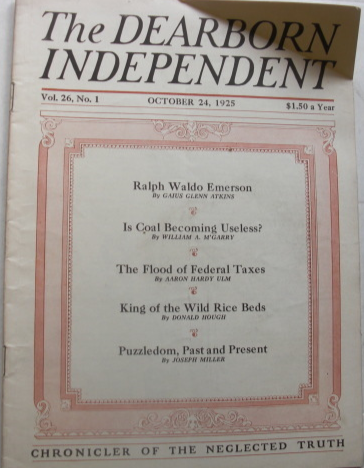 The DEARBORN
INDEPENDENT
Vol. 26, No. 1 OCTOBER 24, 1925 $1.50 a Year
Ralph Waldo Emerson
By GAIUS GLENN ATKINS
Is Coal Becoming Useless?
By WILLIAM A. M'GARRY
The Flood of Federal Taxes
By AARON HARDY ULM
King of the Wild Rice Beds
By DONALD HOUGH
Puzzledom, Past and Present
By JOSEPH MILLER
CHRONICLER OF THE NEGLECTED TRUTH